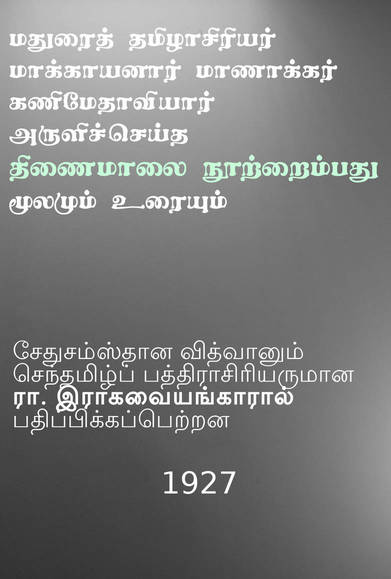 மதுரைத் தமிழாசிரியர்
மாக்காயனார் மாணாக்கர்
கணிமேதாவியார்
அருளிச்செய்த
திணைமாலை நூற்றைம்பது
மூலமும் உரையும்
சேதுசம்ஸ்தான வித்வானும்
செந்தமிழ்ப் பத்திராசிரியருமான
ரா. இராகவையங்காரால்
பதிப்பிக்கப்பெற்றன
1927